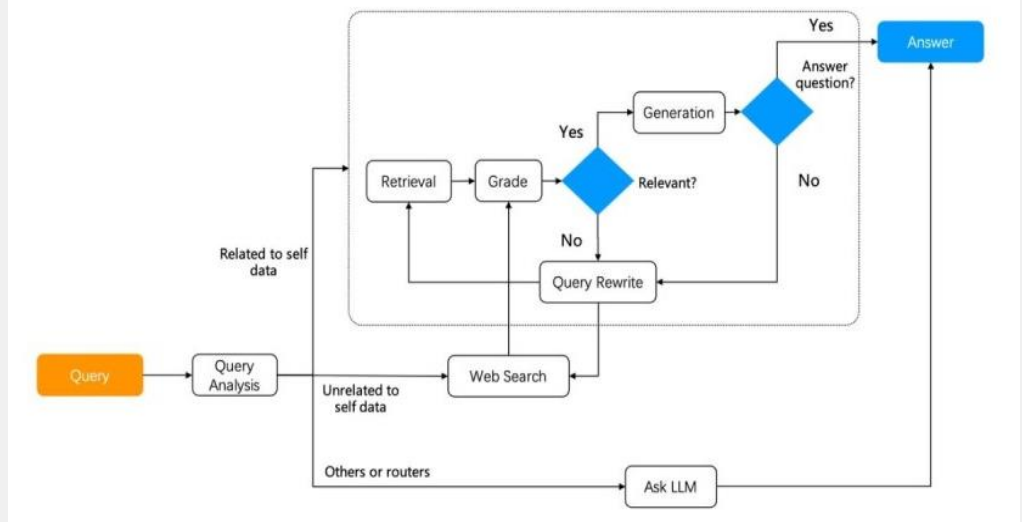 Yes
Answer
Answer
question?
Generation
Yes
Retrieval
Grade
Relevant?
No
No
Related to self
data
Query Rewrite
Query
Query
Analysis
Web Search
Unrelated to
self data
Others or routers
Ask LLM